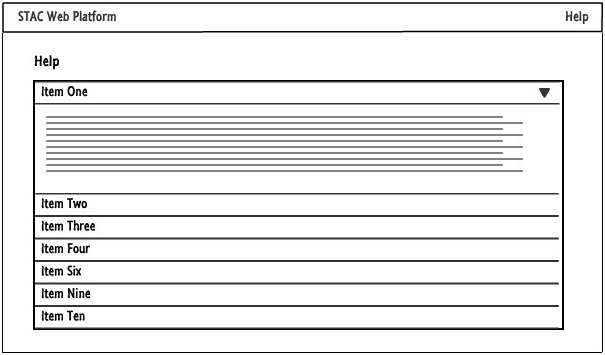 STAC Web Platform
Help
Help
Item One
Item Two
Item Three
Item Four
Item Six
Item Nine
Item Ten